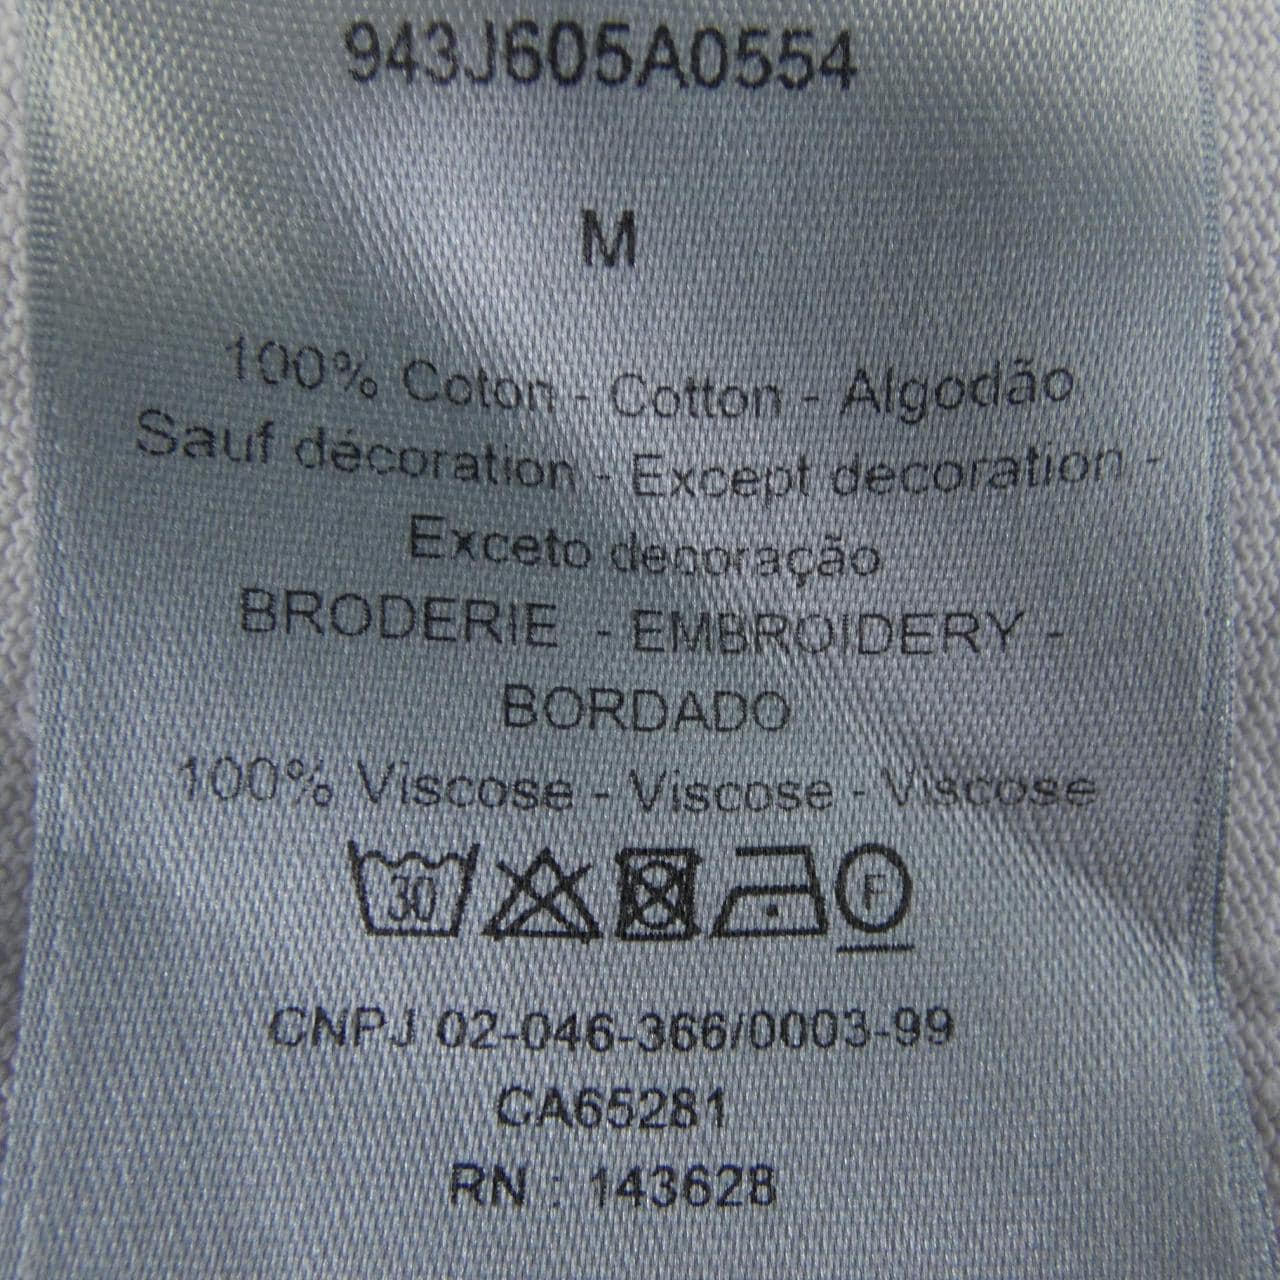 943J605A0554
M
100% Coton - Cotton - Algodão
Sauf décoration - Except decoration -
Exceto decoração
BRODERIE - EMBROIDERY -
BORDADO
100% Viscose - Viscose - Viscose
30 F
CNPJ 02-046-366/0003-99
CA65281
RN : 143628